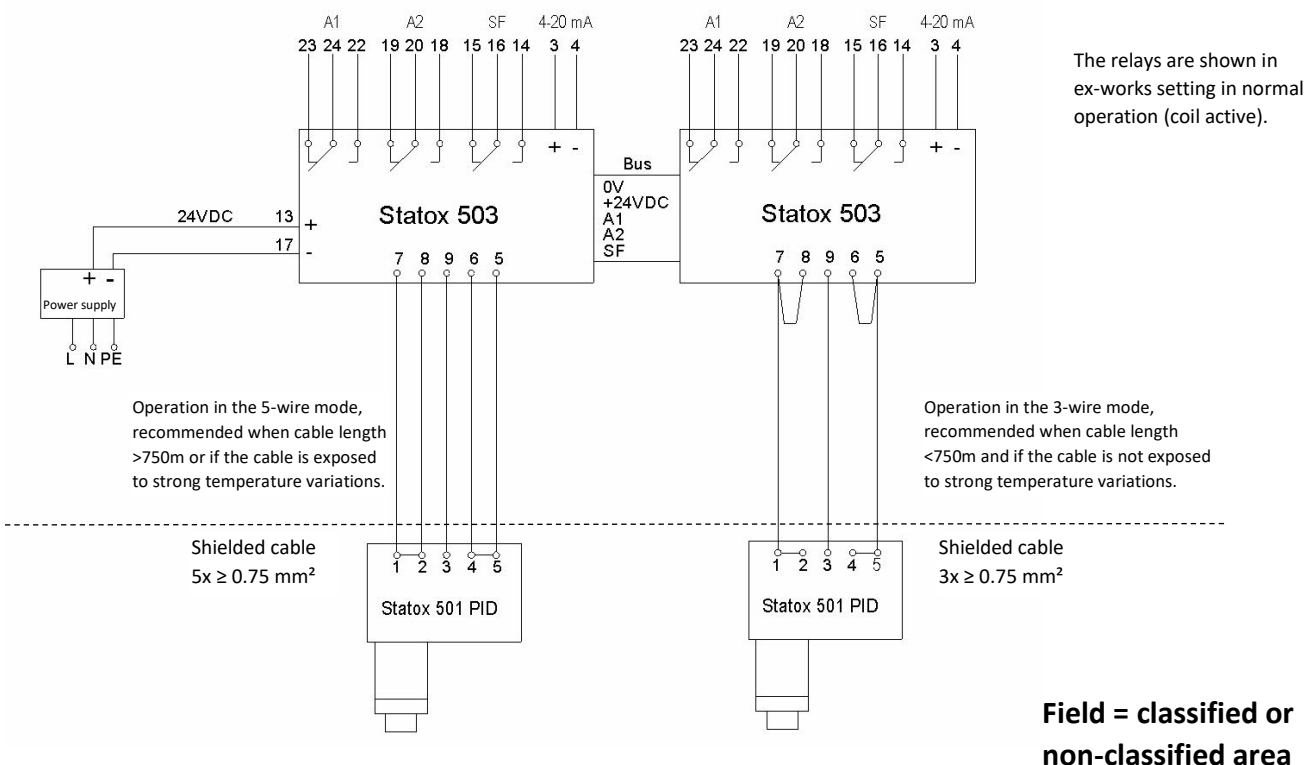 A1 A2 SF 4-20 mA
23 24 22 19 20 18 15 16 14 3 4
A1 A2 SF 4-20 mA
23 24 22 19 20 18 15 16 14 3 4
The relays are shown in
ex-works setting in normal
operation (coil active).
+ -
+ -
Bus
0V
+24VDC
A1
A2
SF
Statox 503
Statox 503
24VDC 13 +
17 -
7 8 9 6 5
7 8 9 6 5
+ -
Power supply
L N PE
Operation in the 5-wire mode,
recommended when cable length
>750m or if the cable is exposed
to strong temperature variations.
Operation in the 3-wire mode,
recommended when cable length
<750m and if the cable is not exposed
to strong temperature variations.
Shielded cable
5x ≥ 0.75 mm²
1 2 3 4 5
Statox 501 PID
1 2 3 4 5
Statox 501 PID
Shielded cable
3x ≥ 0.75 mm²
Field = classified or
non-classified area